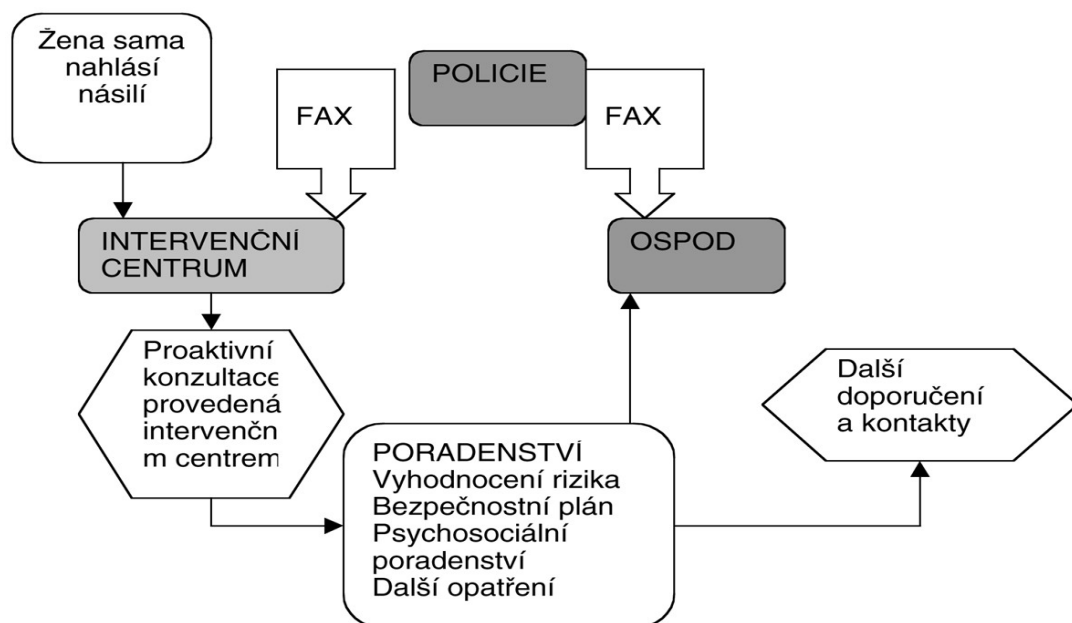 Žena sama
nahlásí
násilí
POLICIE
FAX
FAX
INTERVENČNÍ
CENTRUM
OSPOD
Proaktivní
konzultace
provedená
intervenčn
m centrem
Další
doporučení
a kontakty
PORADENSTVÍ
Vyhodnocení rizika
Bezpečnostní plán
Psychosociální
poradenství
Další opatření